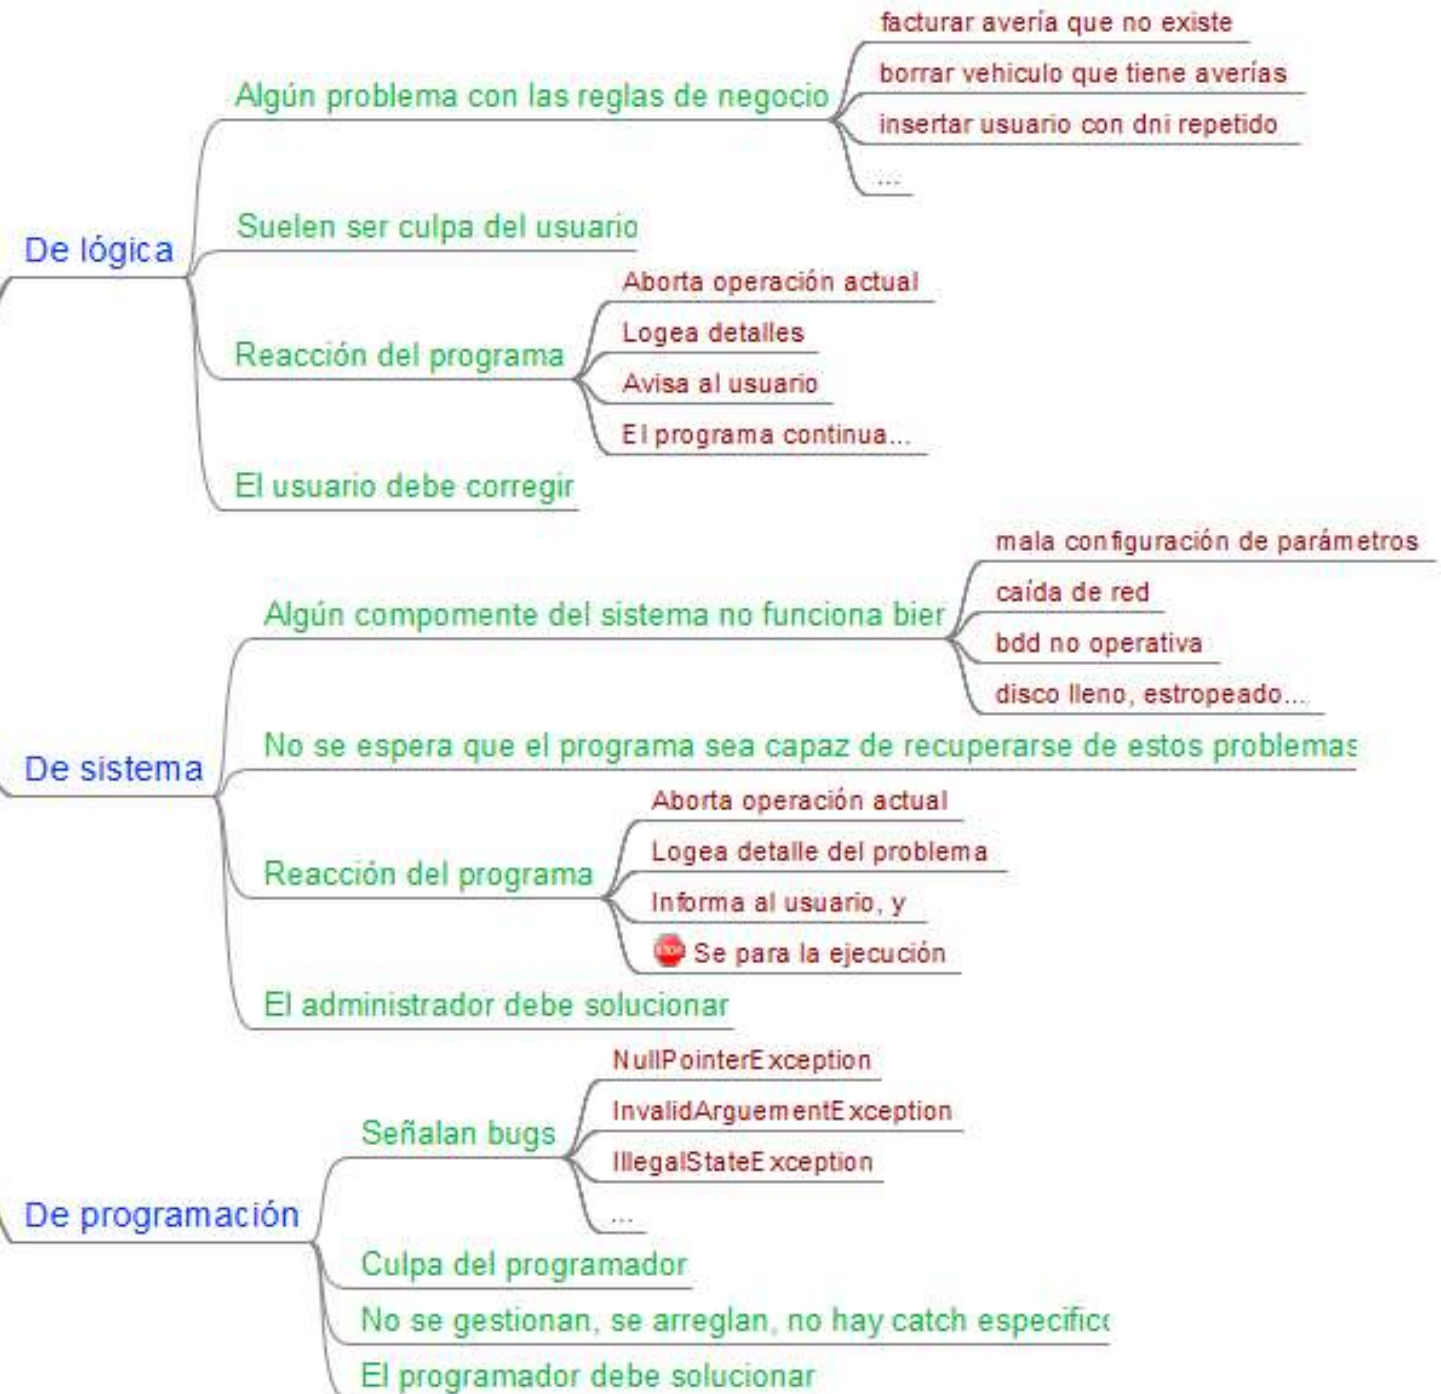 De lógica
Algún problema con las reglas de negocio
facturar avería que no existe
borrar vehiculo que tiene averías
insertar usuario con dni repetido
...
Suelen ser culpa del usuario
Reacción del programa
Aborta operación actual
Logea detalles
Avisa al usuario
El programa continua...
El usuario debe corregir
De sistema
Algún compomente del sistema no funciona bier
mala configuración de parámetros
caída de red
bdd no operativa
disco lleno, estropeado...
No se espera que el programa sea capaz de recuperarse de estos problemas
Reacción del programa
Aborta operación actual
Logea detalle del problema
Informa al usuario, y
STOP Se para la ejecución
El administrador debe solucionar
De programación
Señalan bugs
NullPointerException
InvalidArguementException
IllegalStateException
...
Culpa del programador
No se gestionan, se arreglan, no hay catch especific
El programador debe solucionar